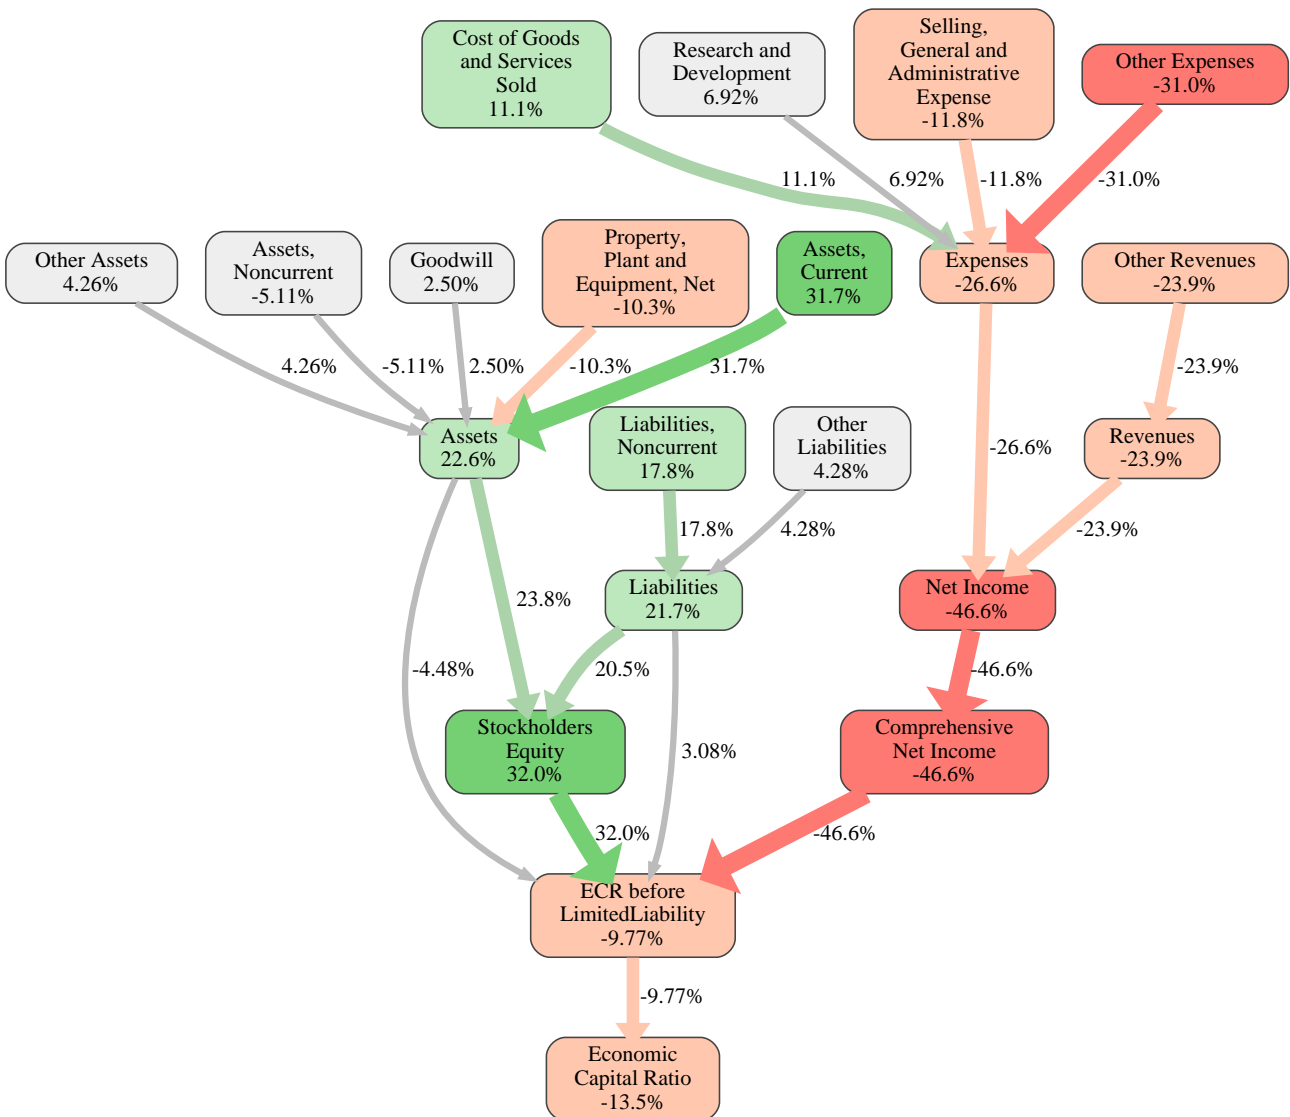 Cost of Goods
and Services
Sold
11.1%
Research and
Development
6.92%
Selling,
General and
Administrative
Expense
-11.8%
Other Expenses
-31.0%
11.1%
6.92%
-11.8%
-31.0%
Other Assets
4.26%
Assets,
Noncurrent
-5.11%
Goodwill
2.50%
Property,
Plant and
Equipment, Net
-10.3%
Assets,
Current
31.7%
Expenses
-26.6%
Other Revenues
-23.9%
4.26%
-5.11%
2.50%
-10.3%
31.7%
-23.9%
Assets
22.6%
Liabilities,
Noncurrent
17.8%
Other
Liabilities
4.28%
-26.6%
Revenues
-23.9%
17.8%
4.28%
-23.9%
23.8%
Liabilities
21.7%
Net Income
-46.6%
-4.48%
20.5%
-46.6%
Stockholders
Equity
32.0%
3.08%
Comprehensive
Net Income
-46.6%
32.0%
-46.6%
ECR before
LimitedLiability
-9.77%
-9.77%
Economic
Capital Ratio
-13.5%